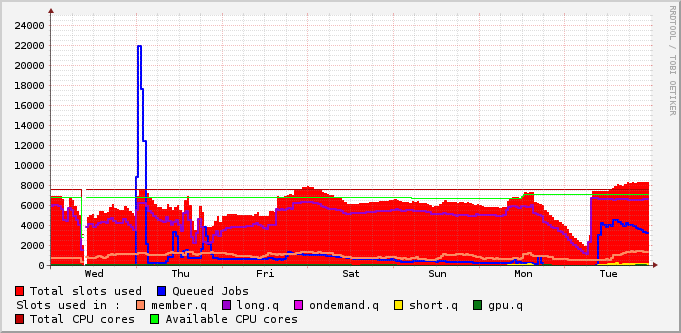 24000
22000
20000
18000
16000
14000
12000
10000
8000
6000
4000
2000
0
Wed Thu Fri Sat Sun Mon Tue
Total slots used Queued Jobs
Slots used in : member.q long.q ondemand.q short.q gpu.q
Total CPU cores Available CPU cores
RRDTOOL / TOBI OETIKER